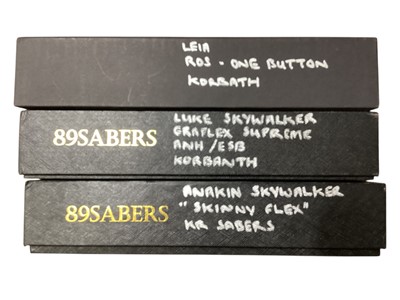 LEIA
ROS - ONE BUTTON
KORBATH
89SABERS
LUKE SKYWALKER
GRAFLEX SUPREME
ANH/ESB
KORBANTH
89SABERS
ANAKIN SKYWALKER
"SKINNY FLEX"
KR SABERS